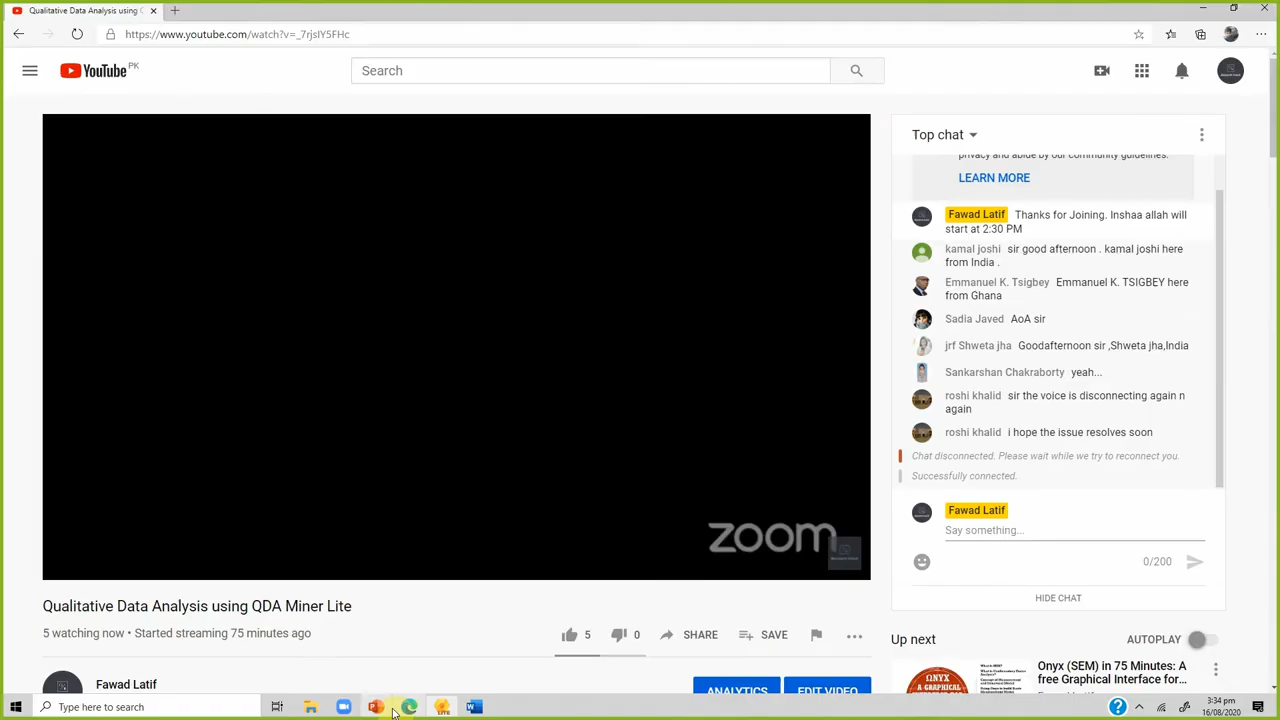 Qualitative Data Analysis using
https://www.youtube.com/watch?v=_7rjsIY5FHc
YouTube PK
Search
Top chat
privacy and abide by our community guidelines.
LEARN MORE
Fawad Latif Thanks for Joining. Inshaa allah will
start at 2:30 PM
kamal joshi sir good afternoon . kamal joshi here
from India .
Emmanuel K. Tsigbey Emmanuel K. TSIGBEY here
from Ghana
Sadia Javed AoA sir
jrf Shweta jha Goodafternoon sir ,Shweta jha,India
Sankarshan Chakraborty yeah...
roshi khalid sir the voice is disconnecting again n
again
roshi khalid i hope the issue resolves soon
Chat disconnected. Please wait while we try to reconnect you.
Successfully connected.
Fawad Latif
Say something...
0/200
HIDE CHAT
zoom
Qualitative Data Analysis using QDA Miner Lite
5 watching now • Started streaming 75 minutes ago
5
0
SHARE
SAVE
Up next
AUTOPLAY
Fawad Latif
ANALYTICS
EDIT VIDEO
ONYX
A GRAPHICAL
Onyx (SEM) in 75 Minutes: A
free Graphical Interface for...
Type here to search
3:34 pm
16/08/2020